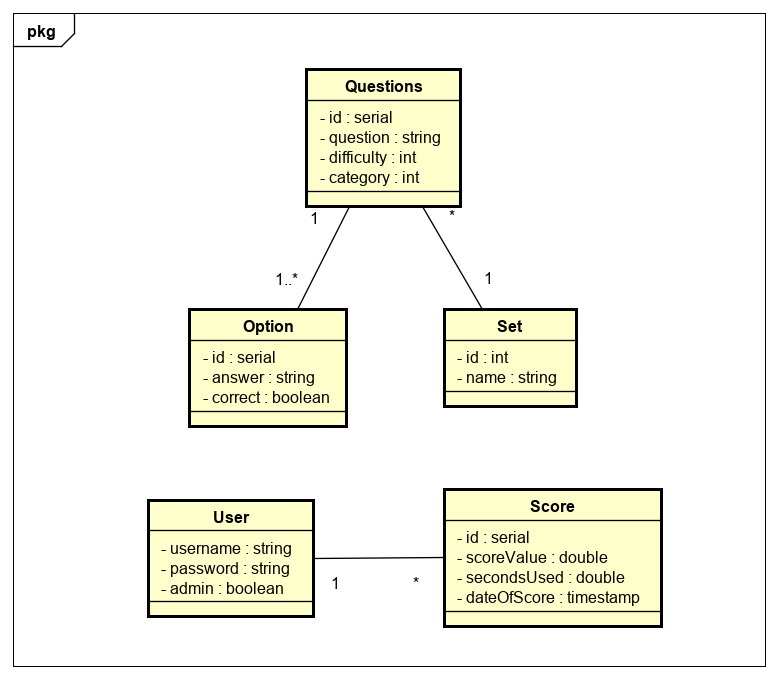 pkg
Questions
- id : serial
- question : string
- difficulty : int
- category : int
1
*
1..*
1
Option
- id : serial
- answer : string
- correct : boolean
Set
- id : int
- name : string
User
- username : string
- password : string
- admin : boolean
1
*
Score
- id : serial
- scoreValue : double
- secondsUsed : double
- dateOfScore : timestamp